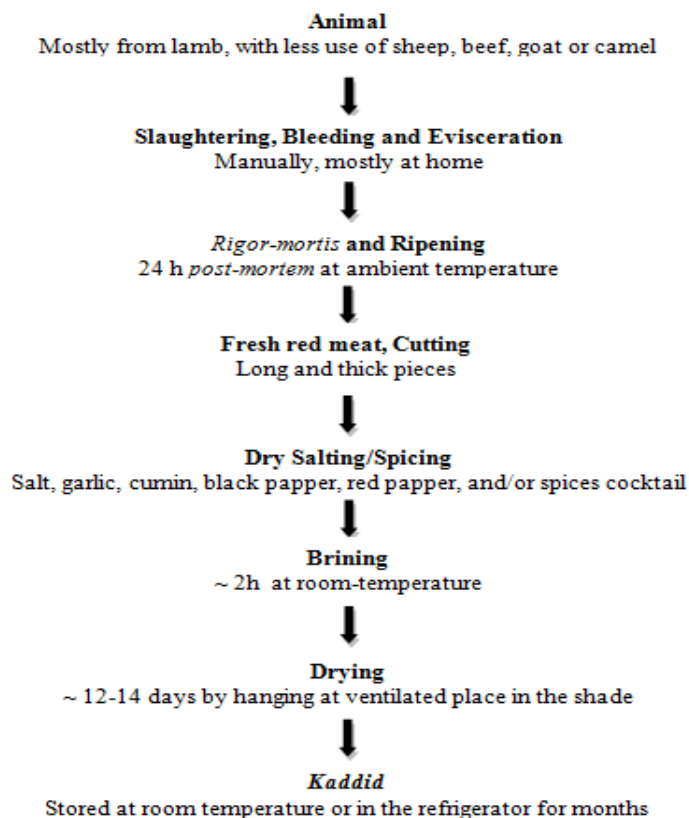 Animal
Mostly from lamb, with less use of sheep, beef, goat or camel
Slaughtering, Bleeding and Evisceration
Manually, mostly at home
Rigor-mortis and Ripening
24 h post-mortem at ambient temperature
Fresh red meat, Cutting
Long and thick pieces
Dry Salting/Spicing
Salt, garlic, cumin, black papper, red papper, and/or spices cocktail
Brining
~ 2h at room-temperature
Drying
~ 12-14 days by hanging at ventilated place in the shade
Kaddid
Stored at room temperature or in the refrigerator for months